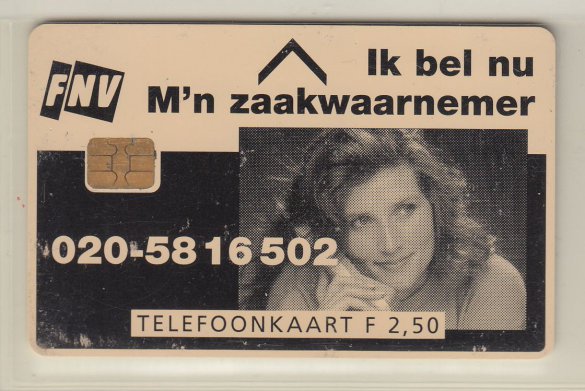 FNV
Ik bel nu
M'n zaakwaarnemer
020-58 16 502
TELEFOONKAART F 2,50